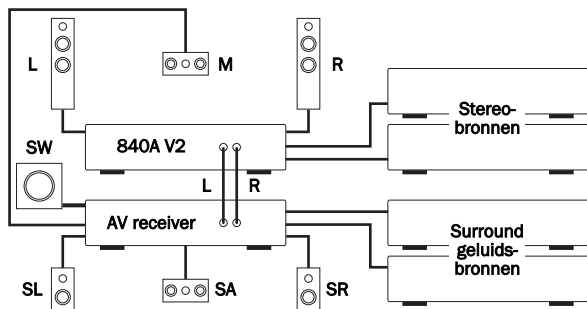 L
M
R
Stereo-
bronnen
840A V2
SW
L
R
AV receiver
Surround
geluids-
bronnen
SL
SA
SR